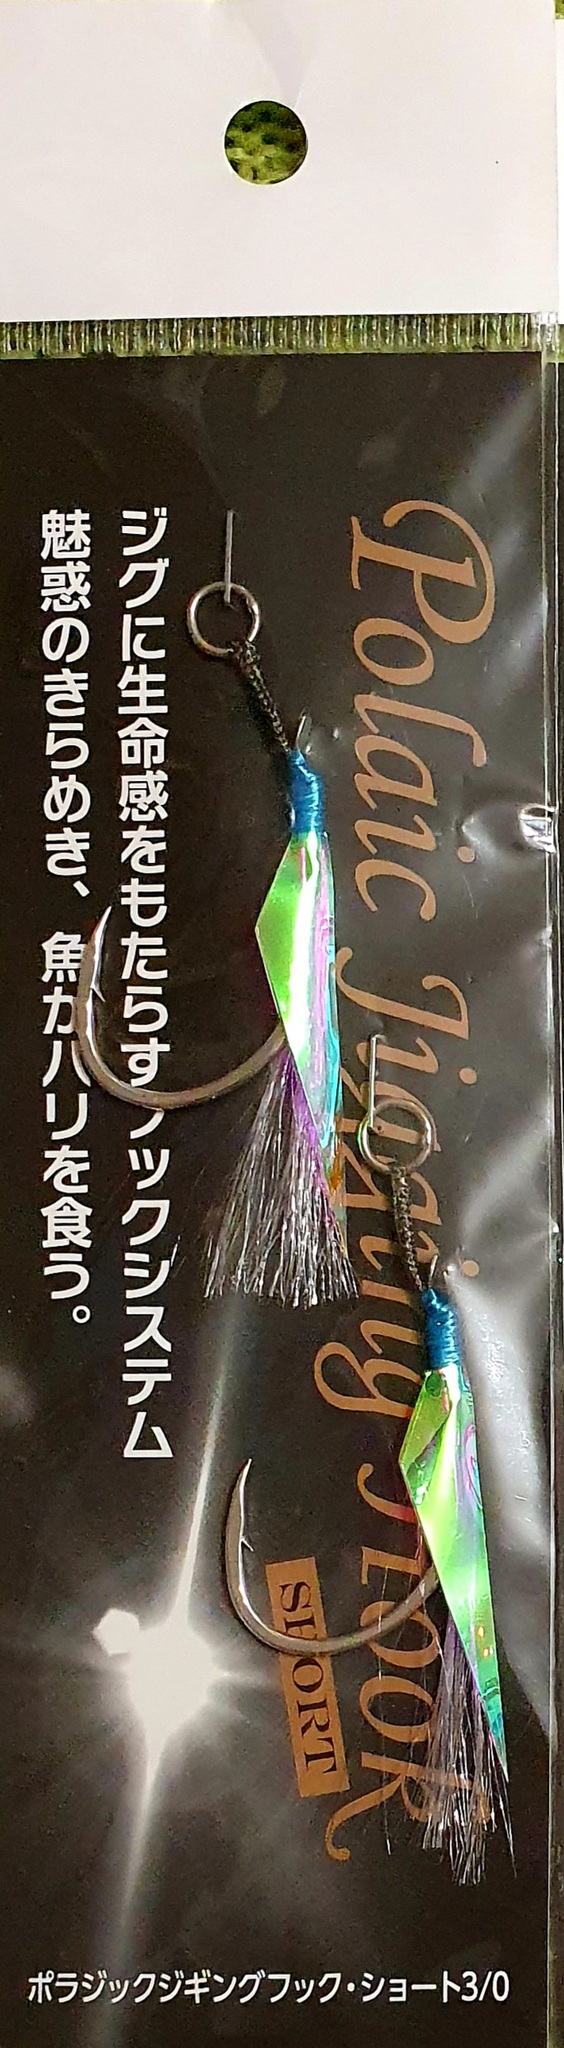 Polaic Jigging Hook
SHORT
ジグに生命感をもたらすフックシステム
魅惑のきらめき、魚がハリを食う。
ポラジックジギングフック・ショート3/0